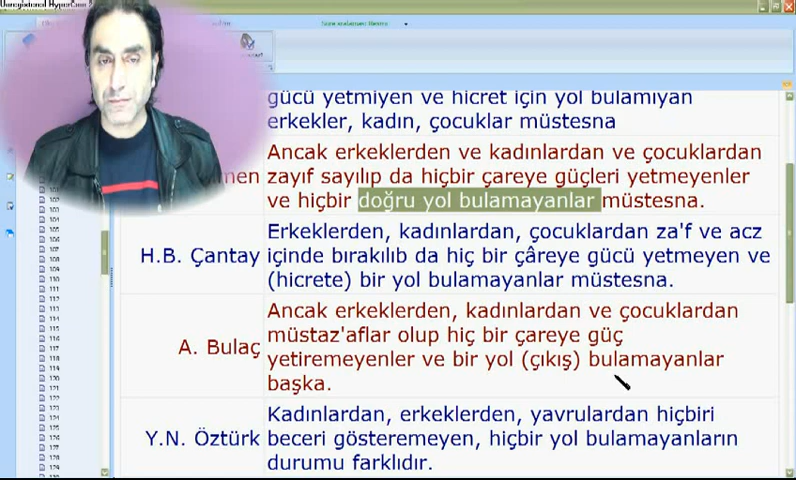 Unregistered HyperCam 2
gücü yetmiyen ve hicret için yol bulamıyan
erkekler, kadın, çocuklar müstesna
Ancak erkeklerden ve kadınlardan ve çocuklardan
men zayıf sayılıp da hiçbir çareye güçleri yetmeyenler
ve hiçbir doğru yol bulamayanlar müstesna.
Erkeklerden, kadınlardan, çocuklardan za'f ve acz
H.B. Çantay içinde bırakılıb da hiç bir çâreye gücü yetmeyen ve
(hicrete) bir yol bulamayanlar müstesna.
Ancak erkeklerden, kadınlardan ve çocuklardan
A. Bulaç müstaz'aflar olup hiç bir çareye güç
yetiremeyenler ve bir yol (çıkış) bulamayanlar
başka.
Kadınlardan, erkeklerden, yavrulardan hiçbiri
Y.N. Öztürk beceri gösteremeyen, hiçbir yol bulamayanların
durumu farklıdır.